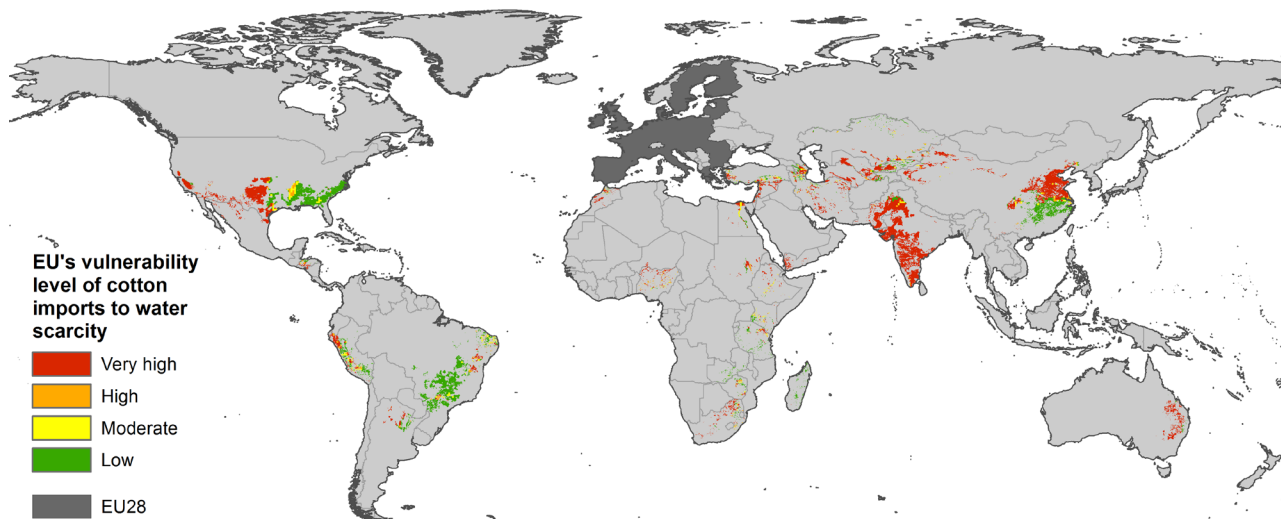 EU's vulnerability
level of cotton
imports to water
scarcity
Very high
High
Moderate
Low
EU28